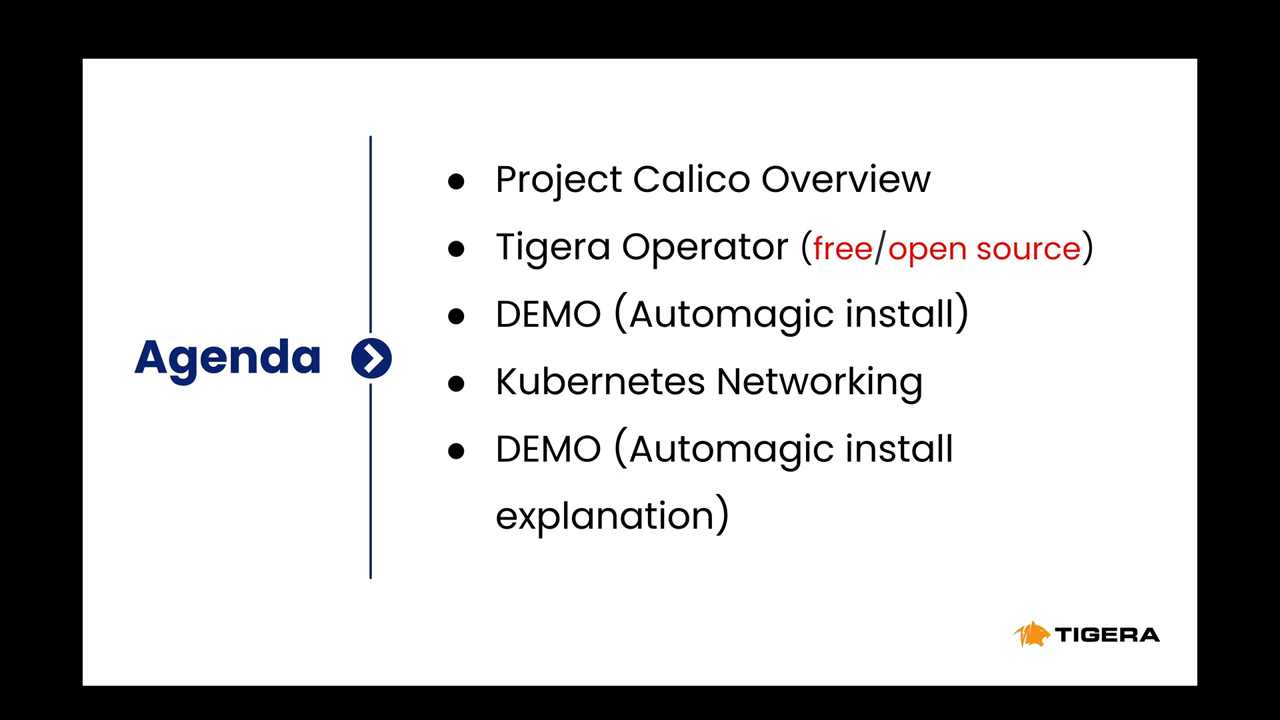 Agenda
● Project Calico Overview
● Tigera Operator (free/open source)
● DEMO (Automagic install)
● Kubernetes Networking
● DEMO (Automagic install
explanation)
TIGERA